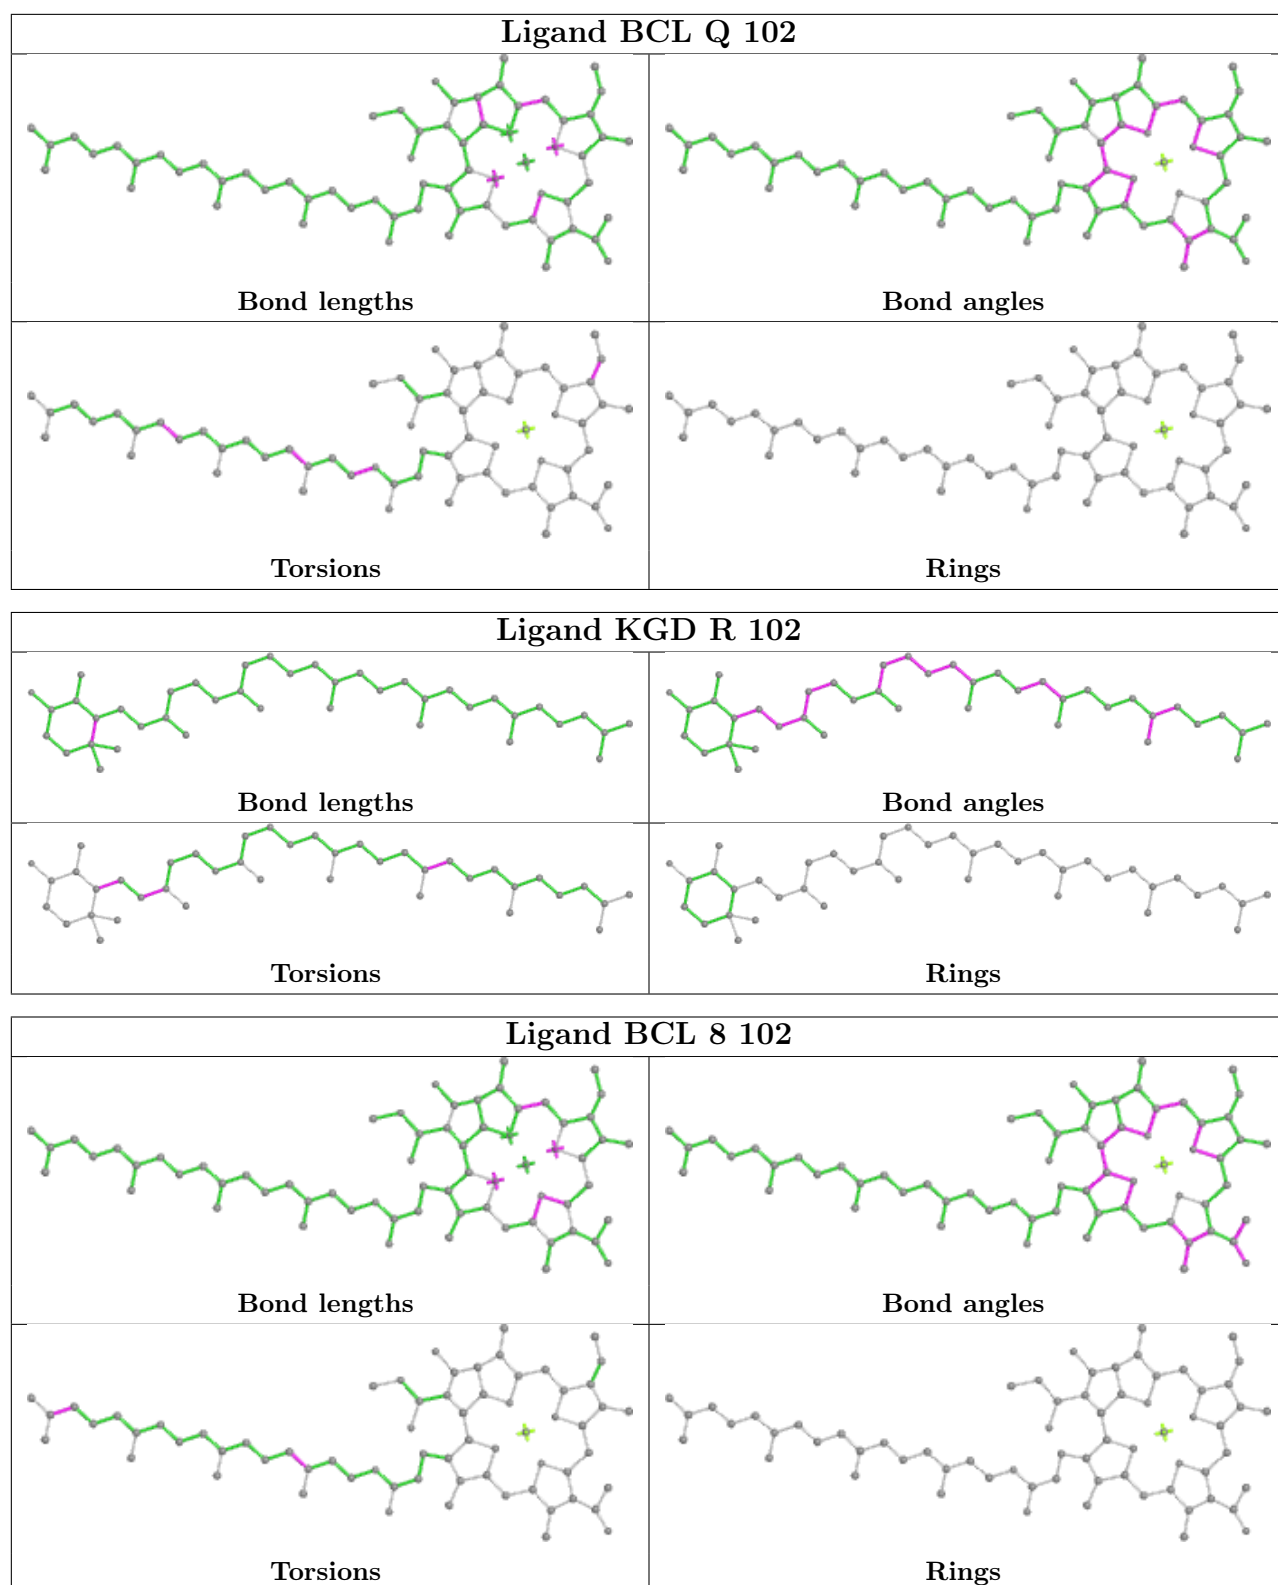 Ligand BCL Q 102
Bond lengths
Bond angles
Torsions
Rings
Ligand KGD R 102
Bond lengths
Bond angles
Torsions
Rings
Ligand BCL 8 102
Bond lengths
Bond angles
Torsions
Rings